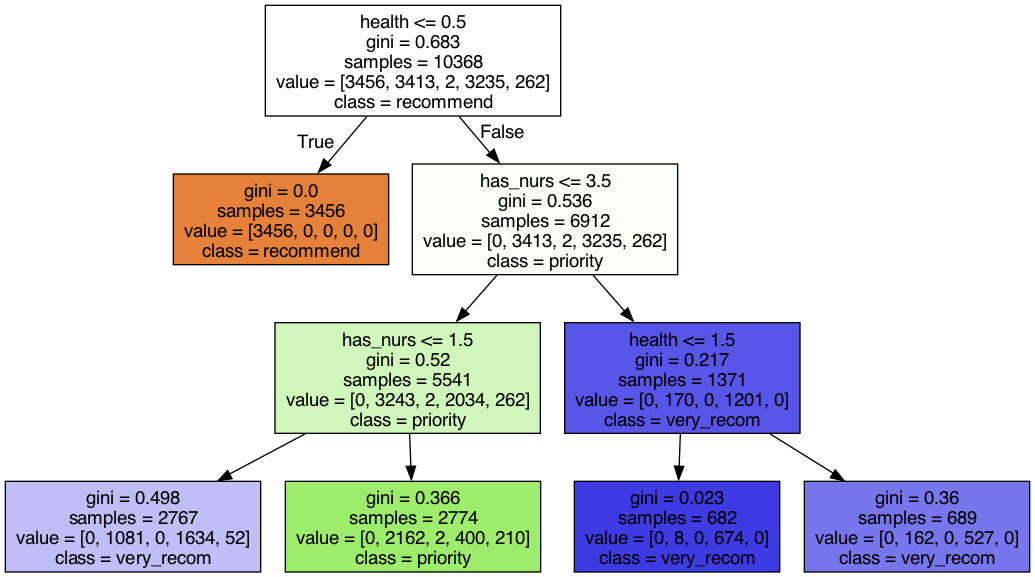 health <= 0.5
gini = 0.683
samples = 10368
value = [3456, 3413, 2, 3235, 262]
class = recommend
True
False
gini = 0.0
samples = 3456
value = [3456, 0, 0, 0, 0]
class = recommend
has_nurs <= 3.5
gini = 0.536
samples = 6912
value = [0, 3413, 2, 3235, 262]
class = priority
has_nurs <= 1.5
gini = 0.52
samples = 5541
value = [0, 3243, 2, 2034, 262]
class = priority
health <= 1.5
gini = 0.217
samples = 1371
value = [0, 170, 0, 1201, 0]
class = very_recom
gini = 0.498
samples = 2767
value = [0, 1081, 0, 1634, 52]
class = very_recom
gini = 0.366
samples = 2774
value = [0, 2162, 2, 400, 210]
class = priority
gini = 0.023
samples = 682
value = [0, 8, 0, 674, 0]
class = very_recom
gini = 0.36
samples = 689
value = [0, 162, 0, 527, 0]
class = very_recom